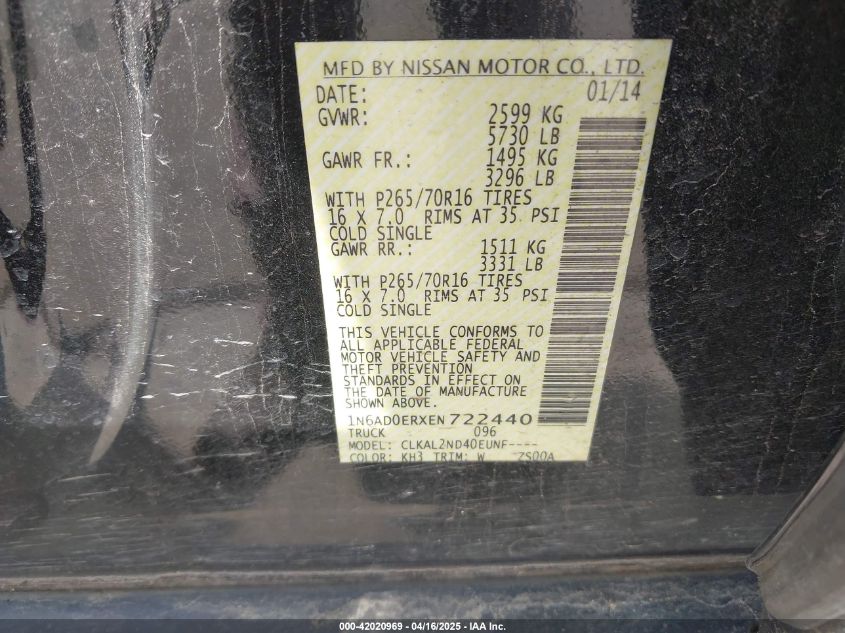 MFD BY NISSAN MOTOR CO., LTD.
DATE: 01/14
GVWR: 2599 KG
5730 LB
GAWR FR.: 1495 KG
3296 LB
WITH P265/70R16 TIRES
16 X 7.0 RIMS AT 35 PSI
COLD SINGLE
GAWR RR.: 1511 KG
3331 LB
WITH P265/70R16 TIRES
16 X 7.0 RIMS AT 35 PSI
COLD SINGLE
THIS VEHICLE CONFORMS TO
ALL APPLICABLE FEDERAL
MOTOR VEHICLE SAFETY AND
THEFT PREVENTION
STANDARDS IN EFFECT ON
THE DATE OF MANUFACTURE
SHOWN ABOVE.
1N6AD0ERXEN722440
TRUCK 096
MODEL: CLKAL2ND40EUNF----
COLOR: KH3 TRIM: W ZS00A
000-42020969 - 04/16/2025 - IAA Inc.